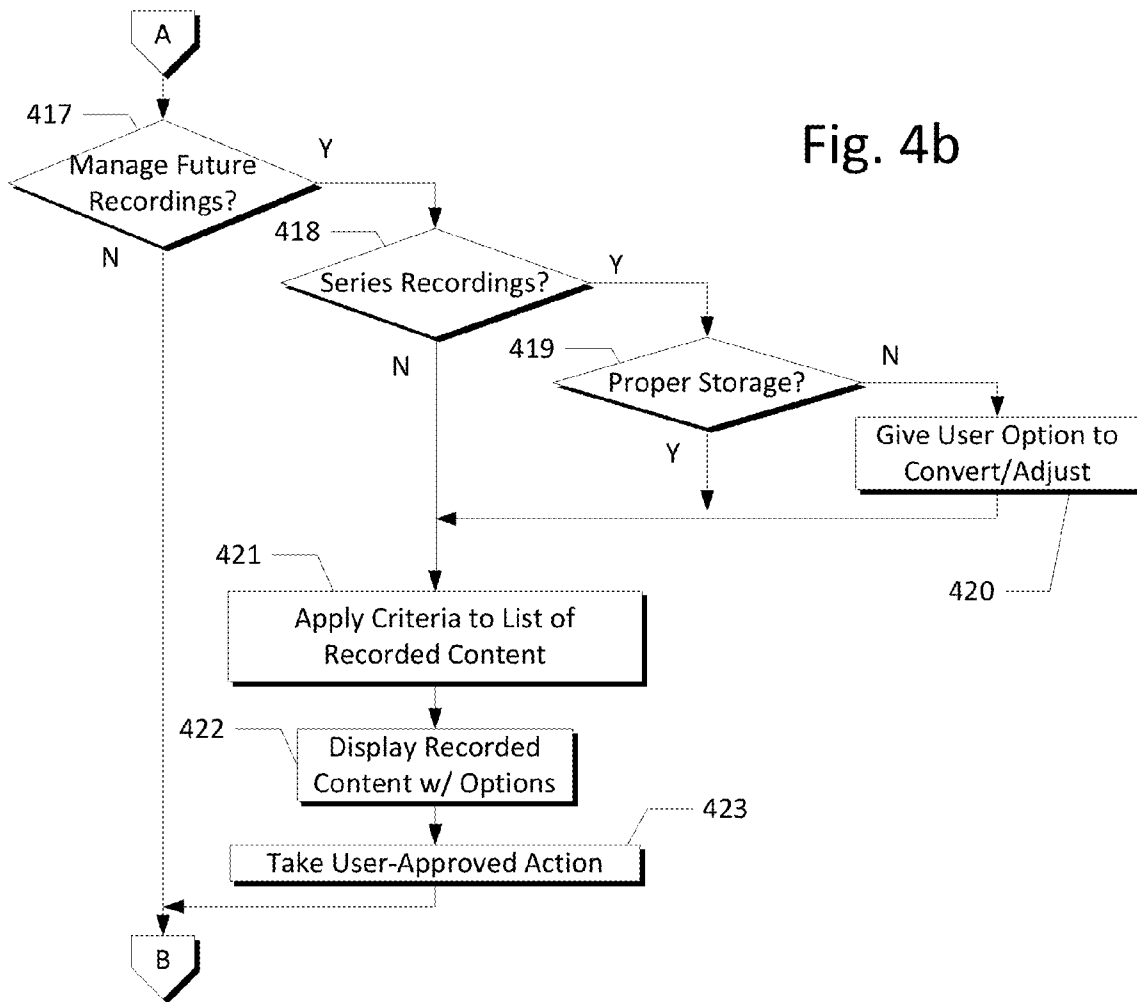 A
417
Manage Future
Recordings?
Y
N
Fig. 4b
418
Series Recordings?
Y
N
419
Proper Storage?
N
Y
Give User Option to
Convert/Adjust
420
421
Apply Criteria to List of
Recorded Content
422
Display Recorded
Content w/ Options
423
Take User-Approved Action
B